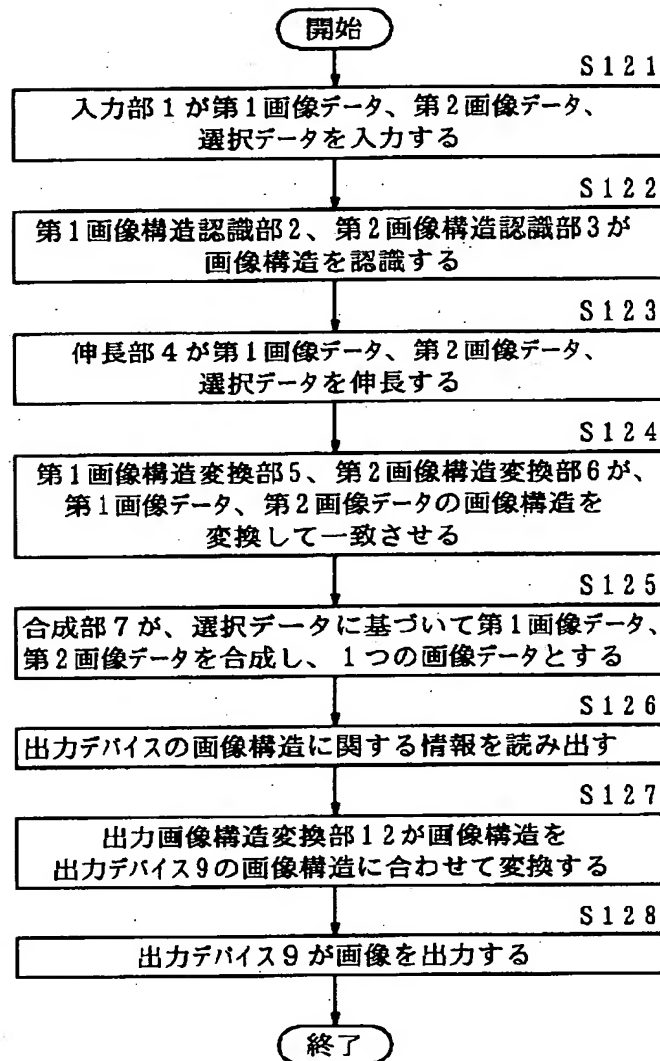 開始
S121
入力部1が第1画像データ、第2画像データ、
選択データを入力する
S122
第1画像構造認識部2、第2画像構造認識部3が
画像構造を認識する
S123
伸長部4が第1画像データ、第2画像データ、
選択データを伸長する
S124
第1画像構造変換部5、第2画像構造変換部6が、
第1画像データ、第2画像データの画像構造を
変換して一致させる
S125
合成部7が、選択データに基づいて第1画像データ、
第2画像データを合成し、1つの画像データとする
S126
出力デバイスの画像構造に関する情報を読み出す
S127
出力画像構造変換部12が画像構造を
出力デバイス9の画像構造に合わせて変換する
S128
出力デバイス9が画像を出力する
終了